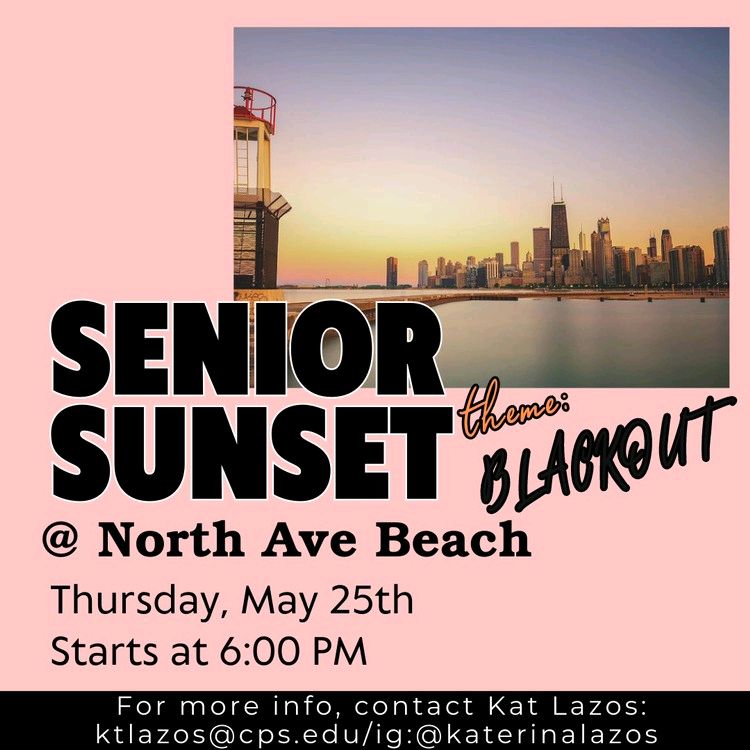 SENIOR
SUNSET
theme:
BLACKOUT
@ North Ave Beach
Thursday, May 25th
Starts at 6:00 PM
For more info, contact Kat Lazos:
ktlazos@cps.edu/ig:@katerinalazos